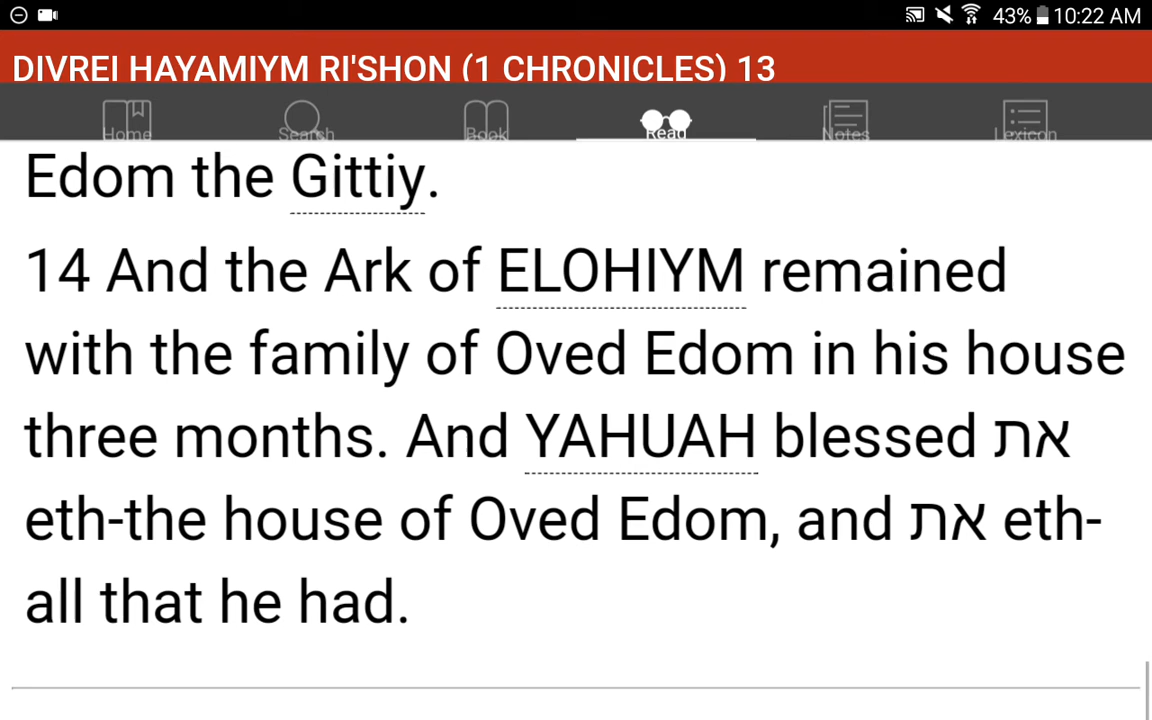 43% 10:22 AM
DIVREI HAYAMIYM RI'SHON (1 CHRONICLES) 13
Home Search Book Read Notes Lexicon
Edom the Gittiy.
14 And the Ark of ELOHIYM remained
with the family of Oved Edom in his house
three months. And YAHUAH blessed את
eth-the house of Oved Edom, and את eth-
all that he had.